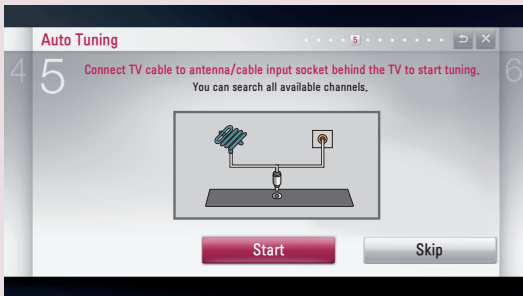 Auto Tuning
5
4
5
6
Connect TV cable to antenna/cable input socket behind the TV to start tuning.
You can search all available channels.
Start
Skip